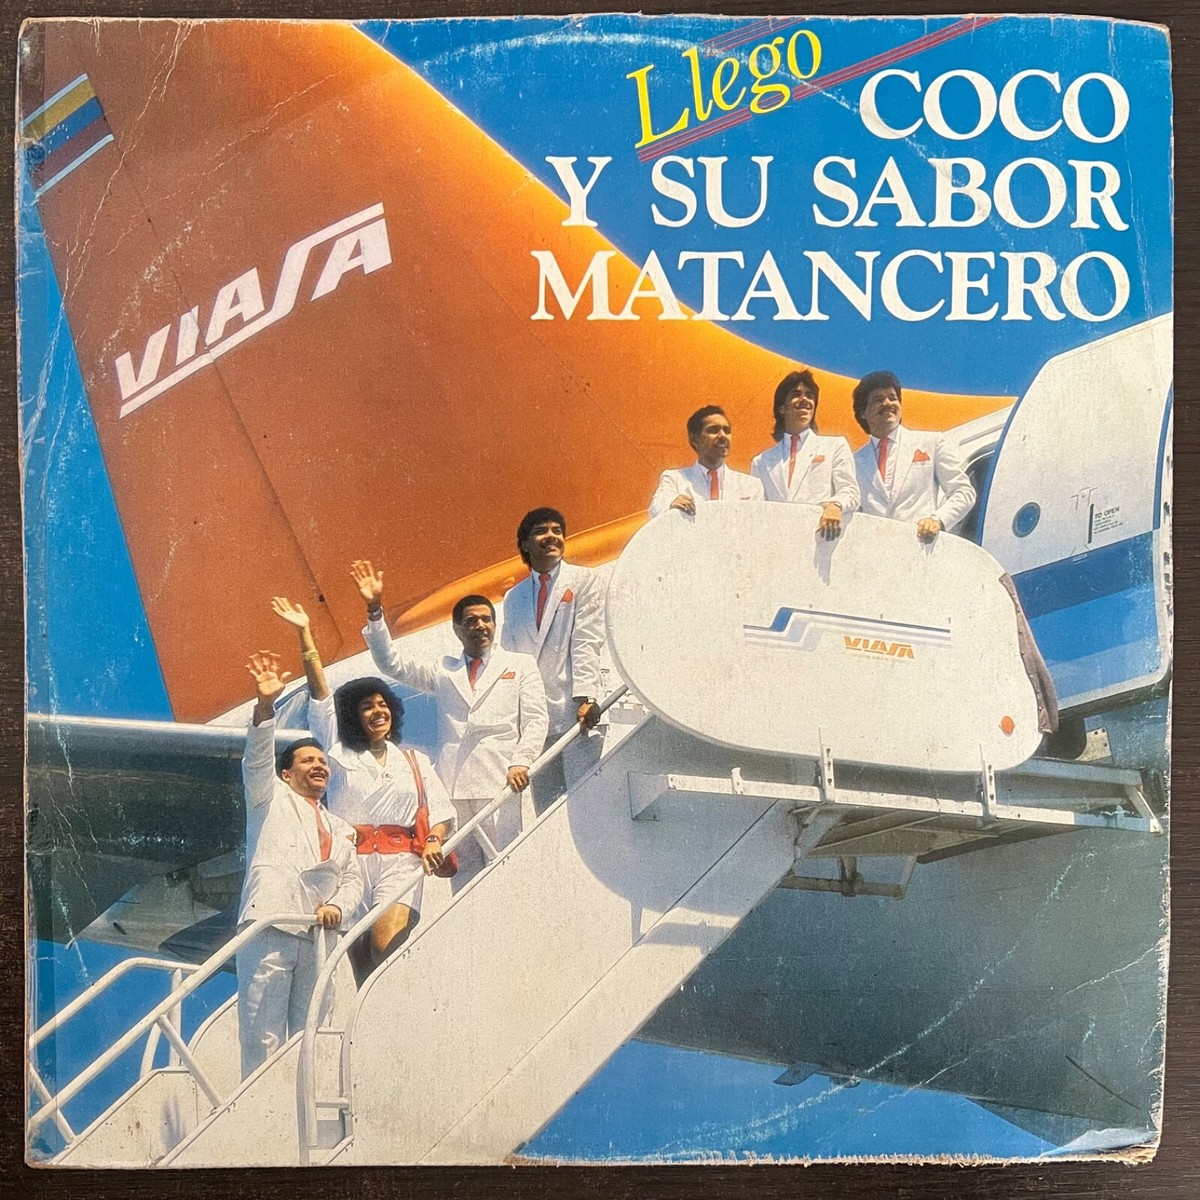 Llego
COCO
Y SU SABOR
MATANCERO
VIASA
VIASA
TO OPEN